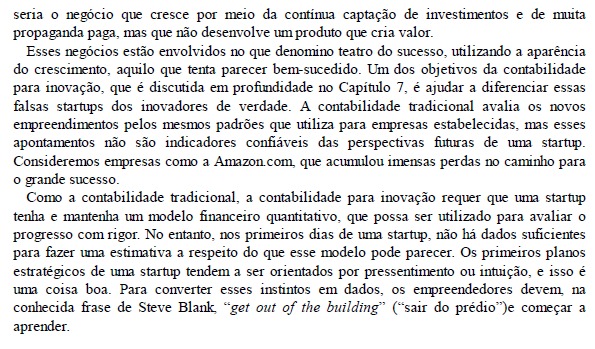 seria o negócio que cresce por meio da contínua captação de investimentos e de muita
propaganda paga, mas que não desenvolve um produto que cria valor.
Esses negócios estão envolvidos no que denomino teatro do sucesso, utilizando a aparência
do crescimento, aquilo que tenta parecer bem-sucedido. Um dos objetivos da contabilidade
para inovação, que é discutida em profundidade no Capítulo 7, é ajudar a diferenciar essas
falsas startups dos inovadores de verdade. A contabilidade tradicional avalia os novos
empreendimentos pelos mesmos padrões que utiliza para empresas estabelecidas, mas esses
apontamentos não são indicadores confiáveis das perspectivas futuras de uma startup.
Consideremos empresas como a Amazon.com, que acumulou imensas perdas no caminho para
o grande sucesso.
Como a contabilidade tradicional, a contabilidade para inovação requer que uma startup
tenha e mantenha um modelo financeiro quantitativo, que possa ser utilizado para avaliar o
progresso com rigor. No entanto, nos primeiros dias de uma startup, não há dados suficientes
para fazer uma estimativa a respeito do que esse modelo pode parecer. Os primeiros planos
estratégicos de uma startup tendem a ser orientados por pressentimento ou intuição, e isso é
uma coisa boa. Para converter esses instintos em dados, os empreendedores devem, na
conhecida frase de Steve Blank, “get out of the building” (“sair do prédio”)e começar a
aprender.